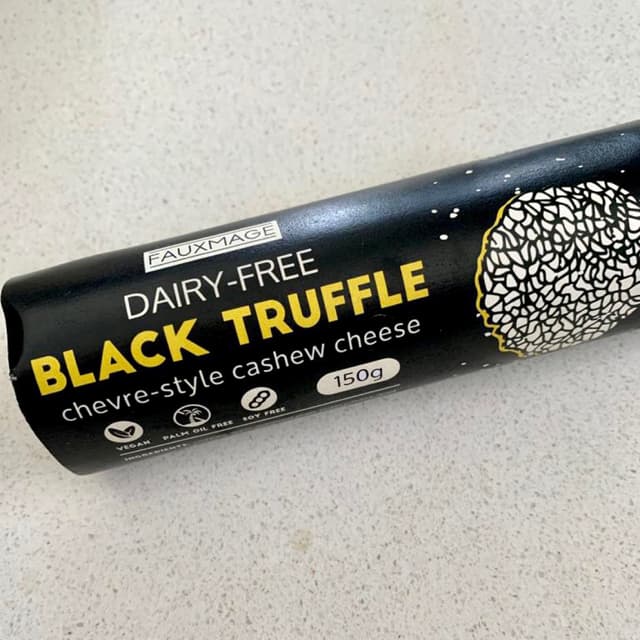 FAUXMAGE
DAIRY-FREE
BLACK TRUFFLE
chevre-style cashew cheese
150g
VEGAN
PALM OIL FREE
SOY FREE